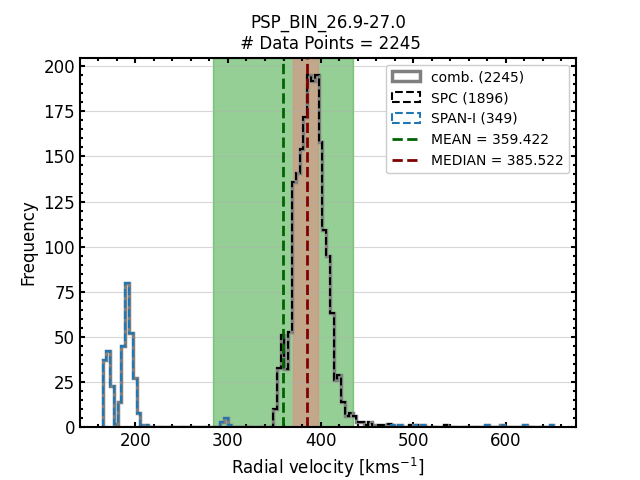 PSP_BIN_26.9-27.0
# Data Points = 2245
comb. (2245)
SPC (1896)
SPAN-I (349)
MEAN = 359.422
MEDIAN = 385.522
Frequency
200
175
150
125
100
75
50
25
0
200 300 400 500 600
Radial velocity [kms⁻¹]